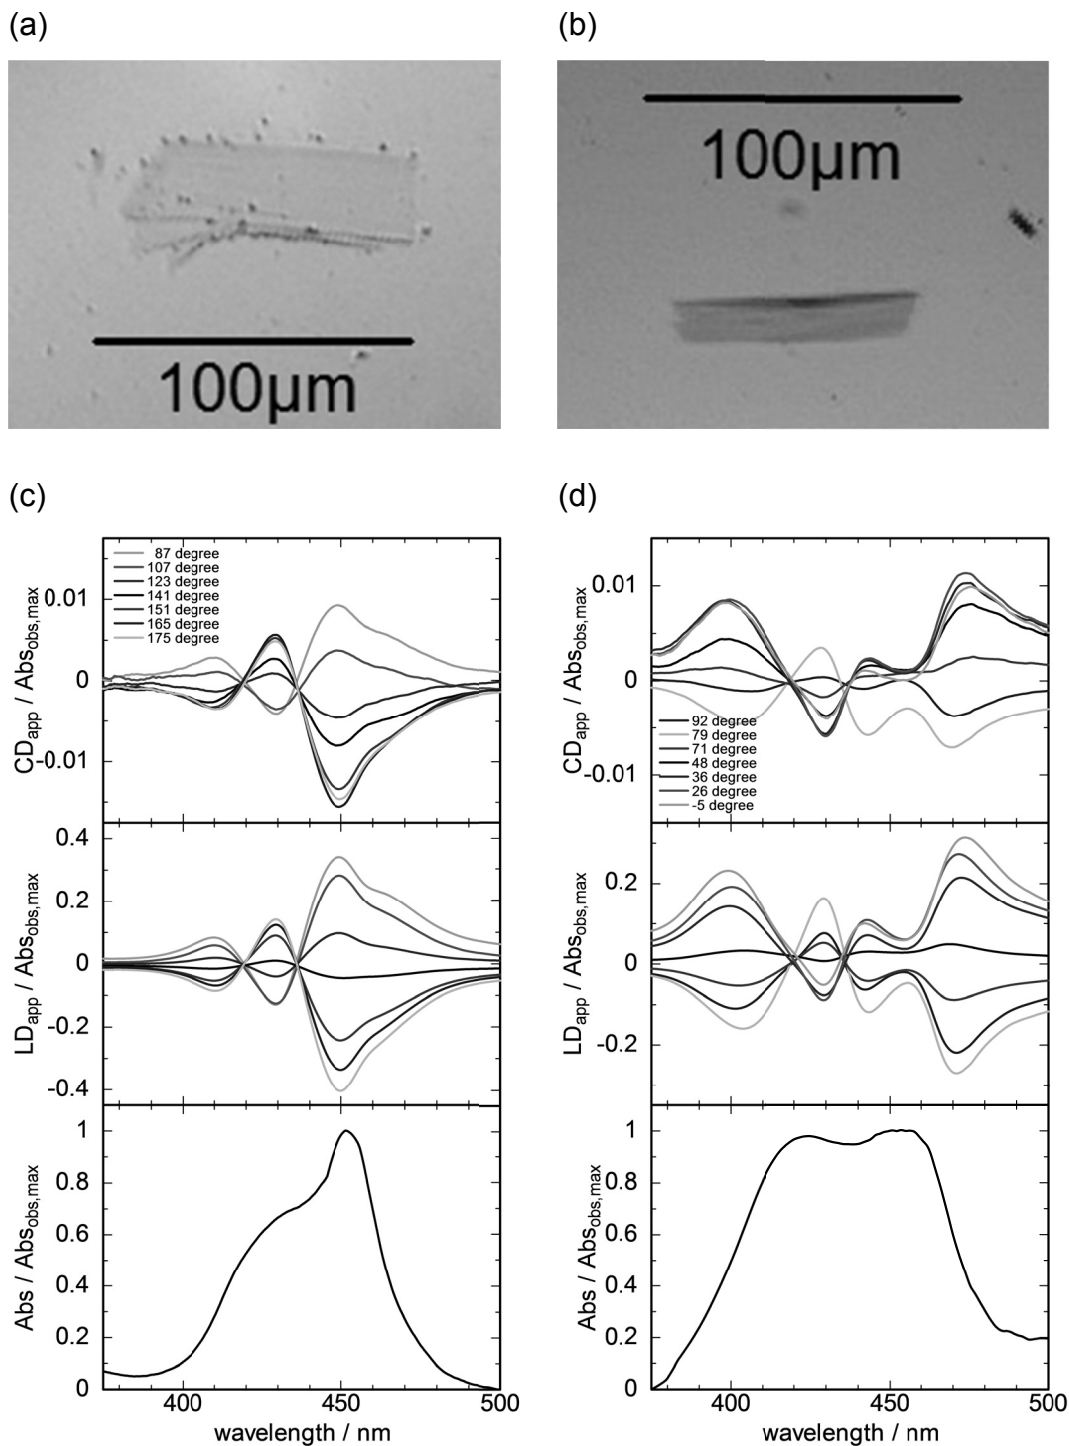 (a)
(b)
100μm
100μm
(c)
(d)
CDapp / Absobs,max
0.01
0
-0.01
87 degree
107 degree
123 degree
141 degree
151 degree
165 degree
175 degree
LDapp / Absobs,max
0.4
0.2
0
-0.2
-0.4
Abs / Absobs,max
1
0.8
0.6
0.4
0.2
0
400
450
500
wavelength / nm
CDapp / Absobs,max
0.01
0
-0.01
92 degree
79 degree
71 degree
48 degree
36 degree
26 degree
-5 degree
LDapp / Absobs,max
0.2
0
-0.2
Abs / Absobs,max
1
0.8
0.6
0.4
0.2
0
400
450
500
wavelength / nm